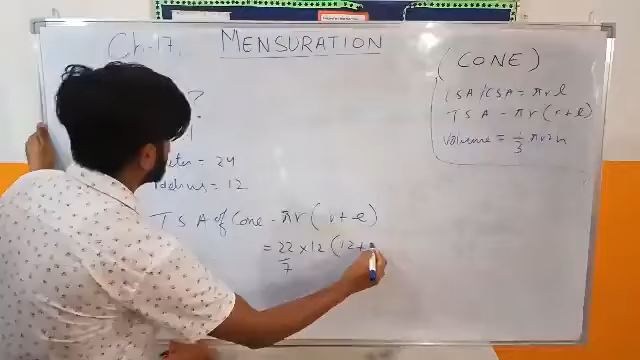 Ch-17. MENSURATION
(CONE)
LSA/CSA = πrl
TSA - πr(r+l)
Volume = 1/3 πr2h
?
eter = 24
Radius = 12
TSA of Cone - πr(r+l)
= 22/7 × 12 (12+